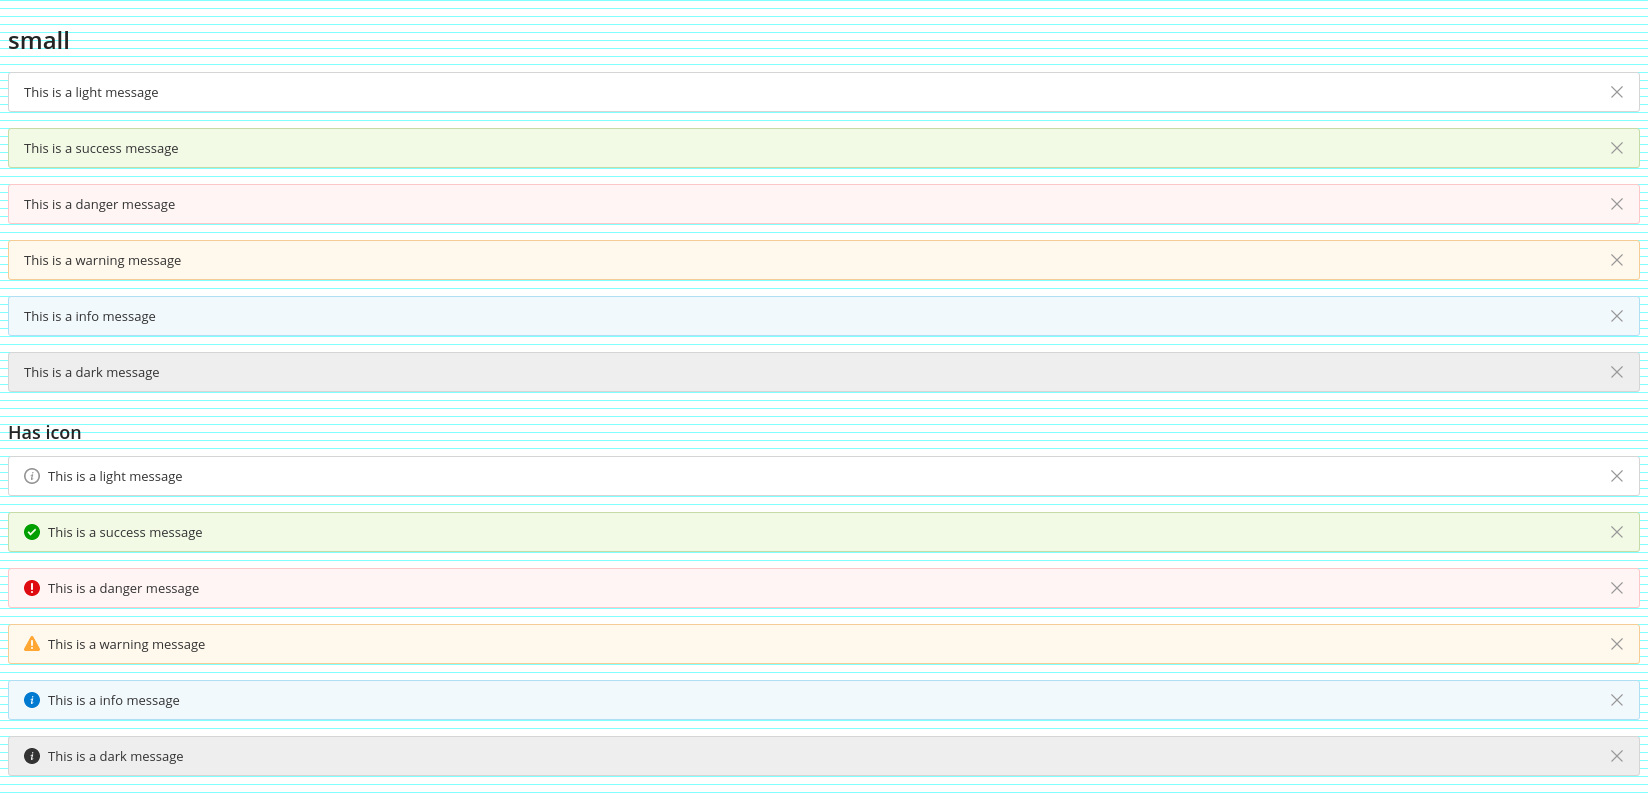 small
This is a light message
This is a success message
This is a danger message
This is a warning message
This is a info message
This is a dark message
Has icon
This is a light message
This is a success message
This is a danger message
This is a warning message
This is a info message
This is a dark message